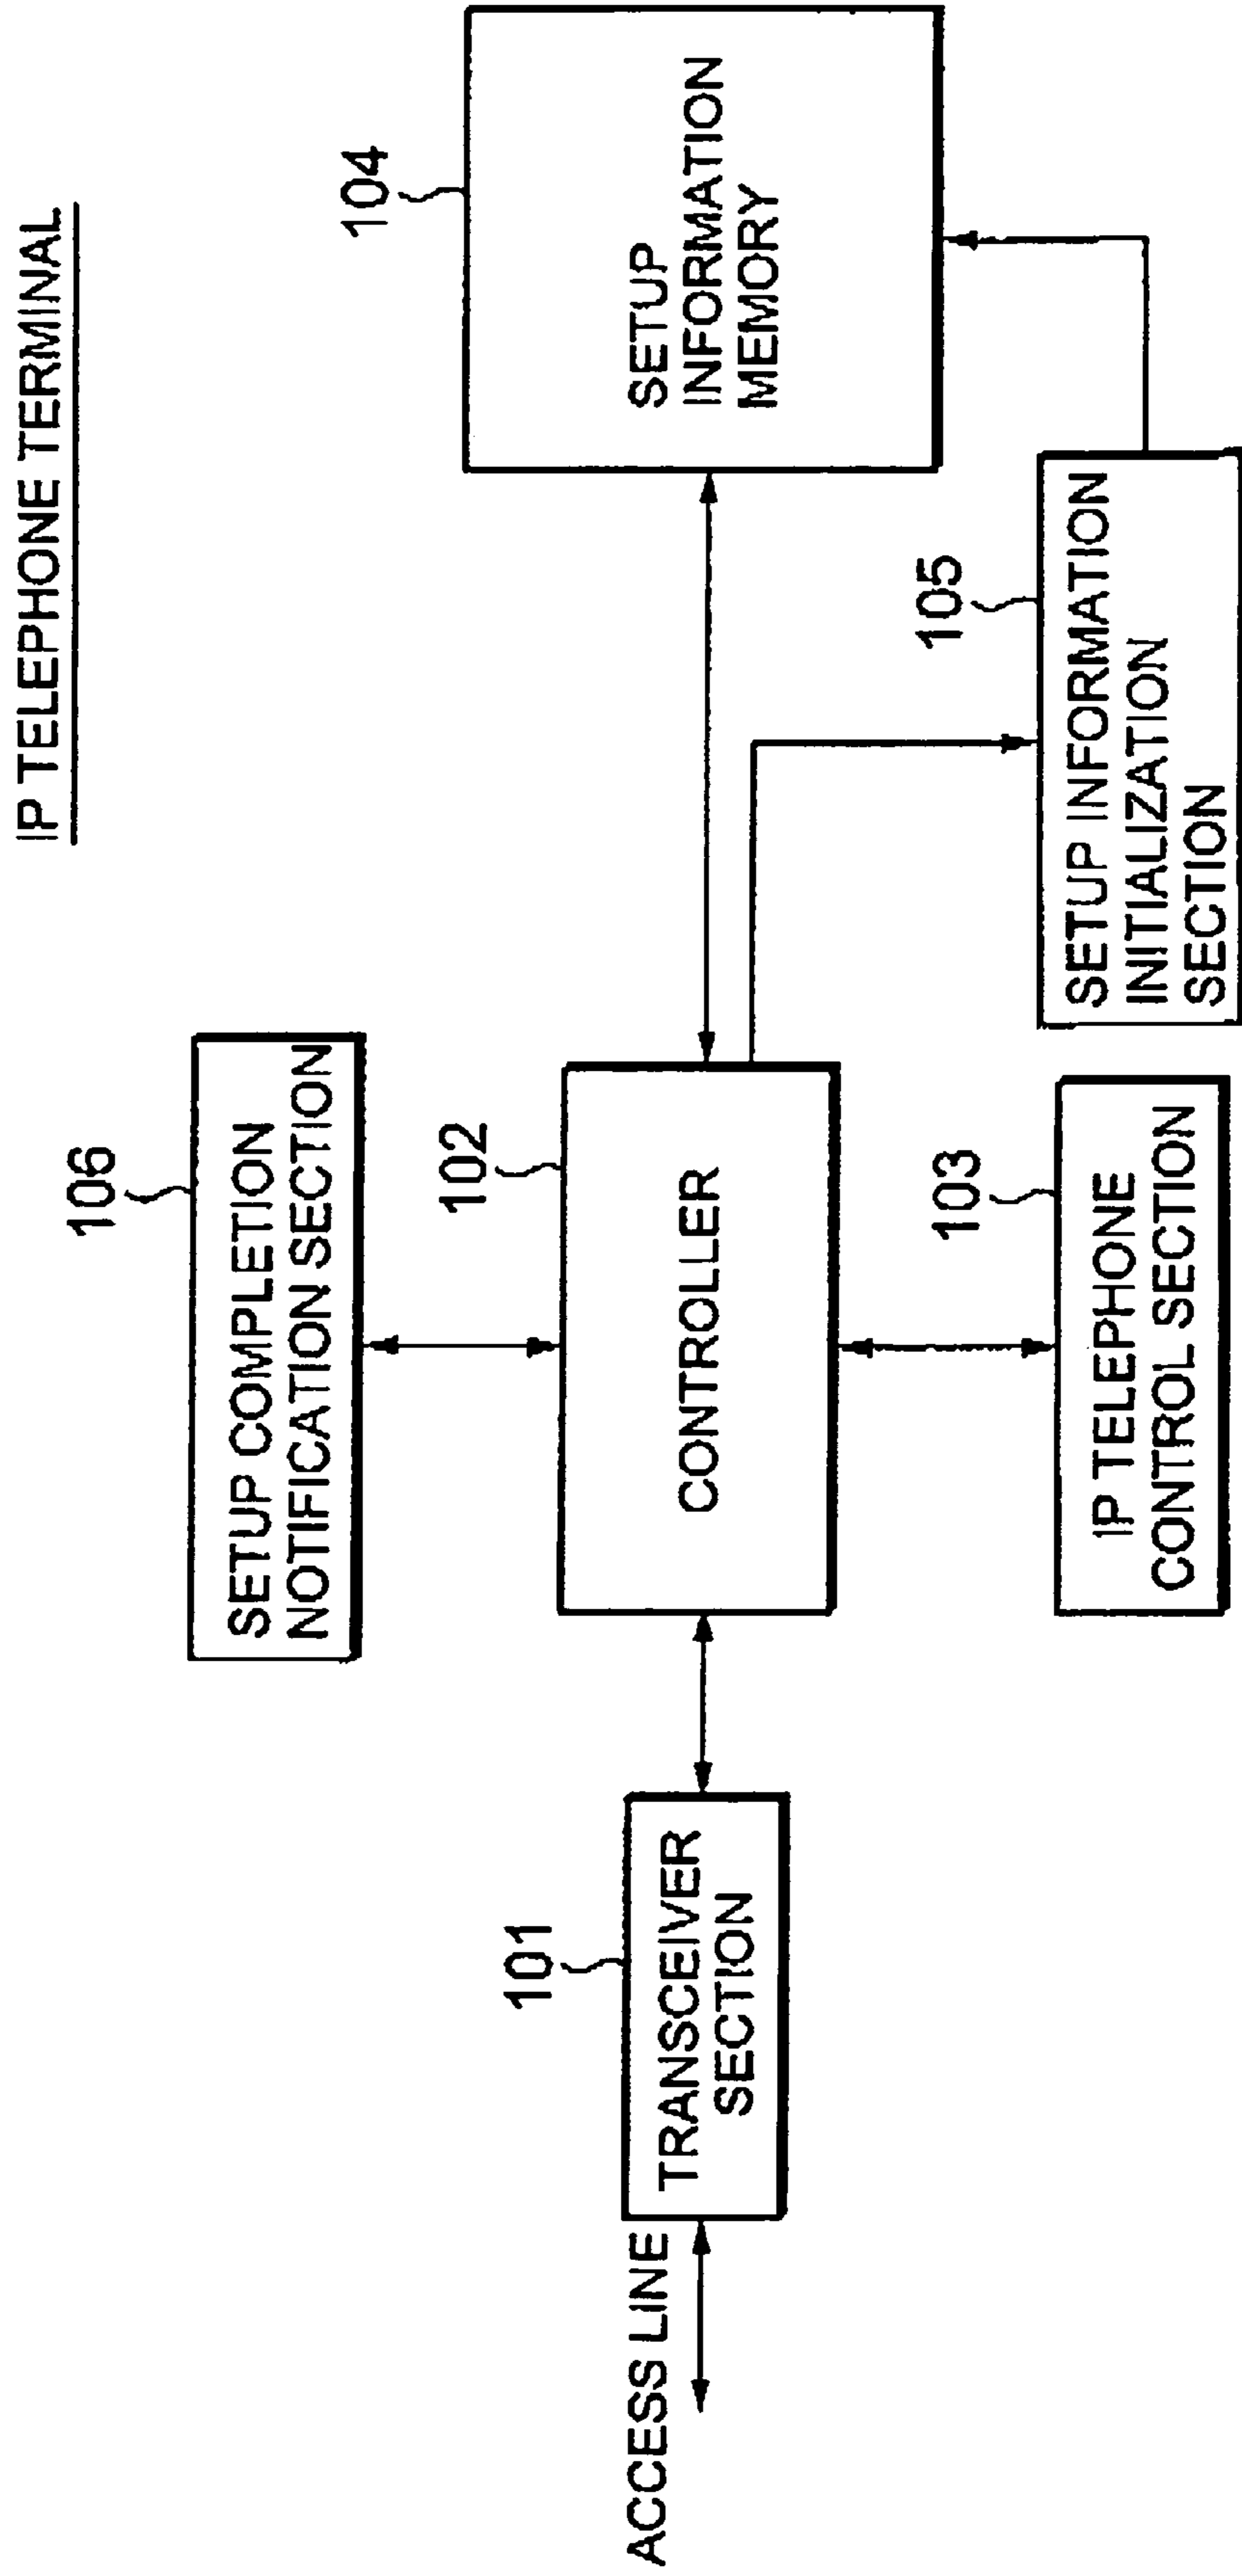 IP TELEPHONE TERMINAL
106
SETUP COMPLETION
NOTIFICATION SECTION
104
SETUP
INFORMATION
MEMORY
102
CONTROLLER
101
TRANSCEIVER
SECTION
ACCESS LINE
103
IP TELEPHONE
CONTROL SECTION
105
SETUP INFORMATION
INITIALIZATION
SECTION